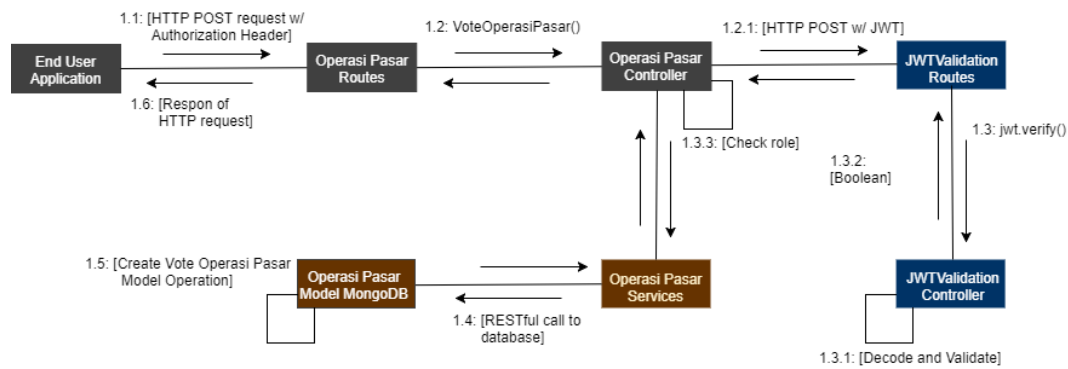 1.1: [HTTP POST request w/
Authorization Header]
1.2: VoteOperasiPasar()
1.2.1: [HTTP POST w/ JWT]
End User
Application
Operasi Pasar
Routes
Operasi Pasar
Controller
JWTValidation
Routes
1.6: [Respon of
HTTP request]
1.3: jwt.verify()
1.3.3: [Check role]
1.3.2:
[Boolean]
1.5: [Create Vote Operasi Pasar
Model Operation]
Operasi Pasar
Model MongoDB
Operasi Pasar
Services
JWTValidation
Controller
1.4: [RESTful call to
database]
1.3.1: [Decode and Validate]